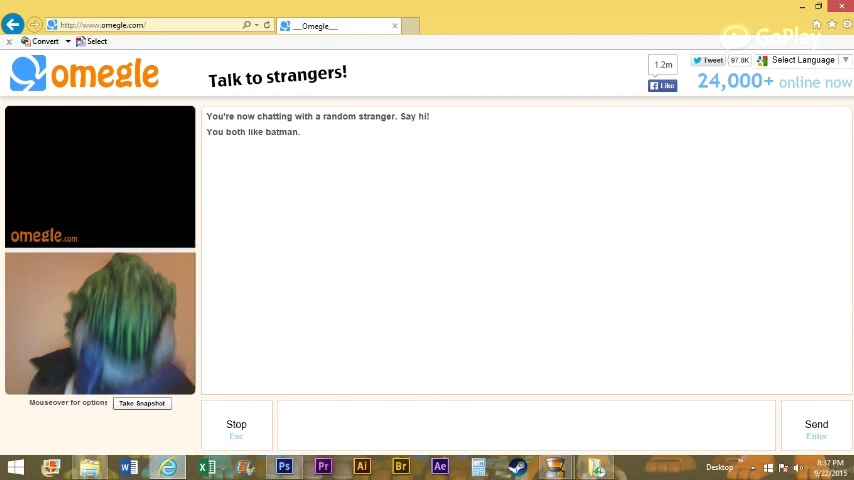 http://www.omegle.com/
__Omegle__
Convert
Select
GoPlay
omegle
Talk to strangers!
1.2m
Like
Tweet
97.8K
Select Language
24,000+ online now
You're now chatting with a random stranger. Say hi!
You both like batman.
omegle.com
Mouseover for options
Take Snapshot
Stop
Esc
Send
Enter
Desktop
8:37 PM
9/22/2015